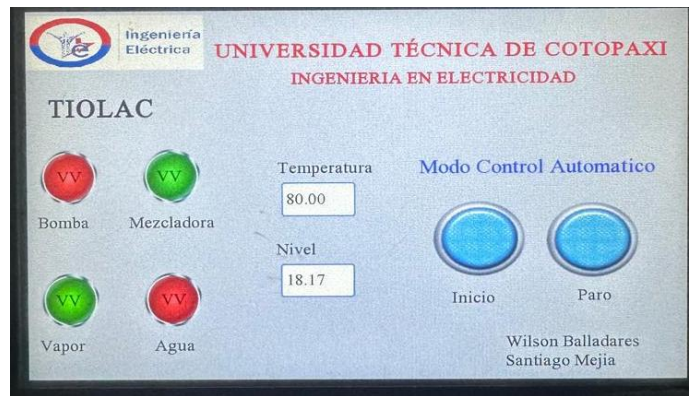 Ingeniería
Eléctrica
UNIVERSIDAD TÉCNICA DE COTOPAXI
INGENIERIA EN ELECTRICIDAD
TIOLAC
VV
VV
Temperatura
Modo Control Automatico
80.00
Bomba
Mezcladora
Nivel
18.17
VV
VV
Inicio
Paro
Vapor
Agua
Wilson Balladares
Santiago Mejia